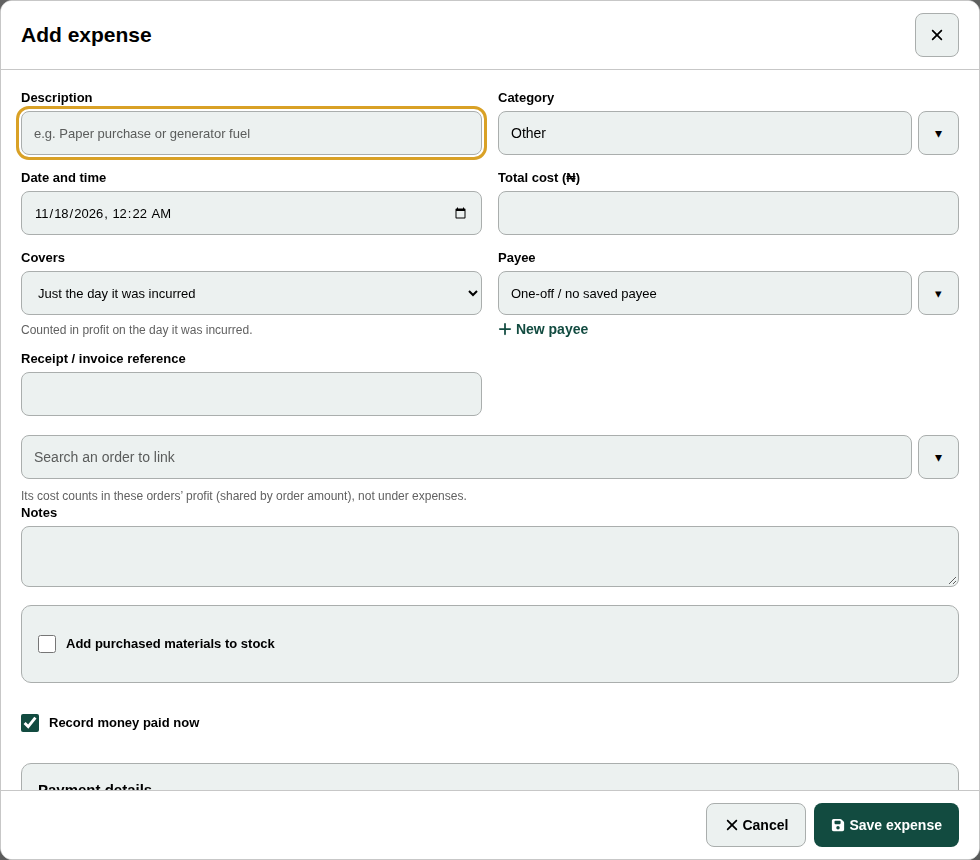 Add expense
Description
Category
e.g. Paper purchase or generator fuel
Other
Date and time
Total cost (₦)
11/18/2026, 12:22 AM
Covers
Payee
Just the day it was incurred
One-off / no saved payee
Counted in profit on the day it was incurred.
New payee
Receipt / invoice reference
Search an order to link
Its cost counts in these orders’ profit (shared by order amount), not under expenses.
Notes
Add purchased materials to stock
Record money paid now
Payment details
Cancel
Save expense